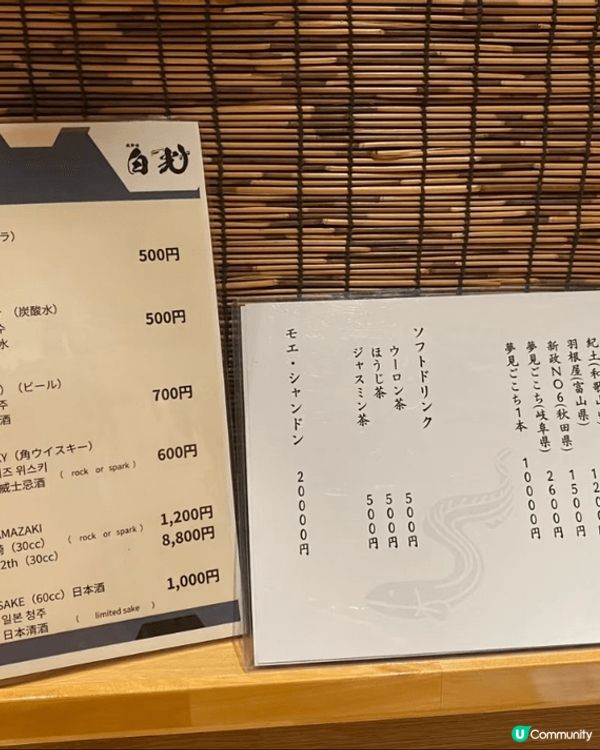 白光
ラ）
500円
（炭酸水）
500円
水
（ビール）
700円
酒
KY（角ウイスキー）
이즈 위스키
( rock or spark )
600円
威士忌酒
AMAZAKI
1,200円
崎（30cc）
( rock or spark )
8,800円
2th（30cc）
SAKE（60cc）日本酒
1,000円
일본 청주
( limited sake )
日本清酒
紀土(和歌山県)
羽根屋(富山県) 1500円
新政NO6(秋田県) 1500円
夢見ごこち(岐阜県) 2600円
夢見ごこち1本 10000円
ソフトドリンク
ウーロン茶 500円
ほうじ茶 500円
ジャスミン茶 500円
モエ・シャンドン 20000円
U Community